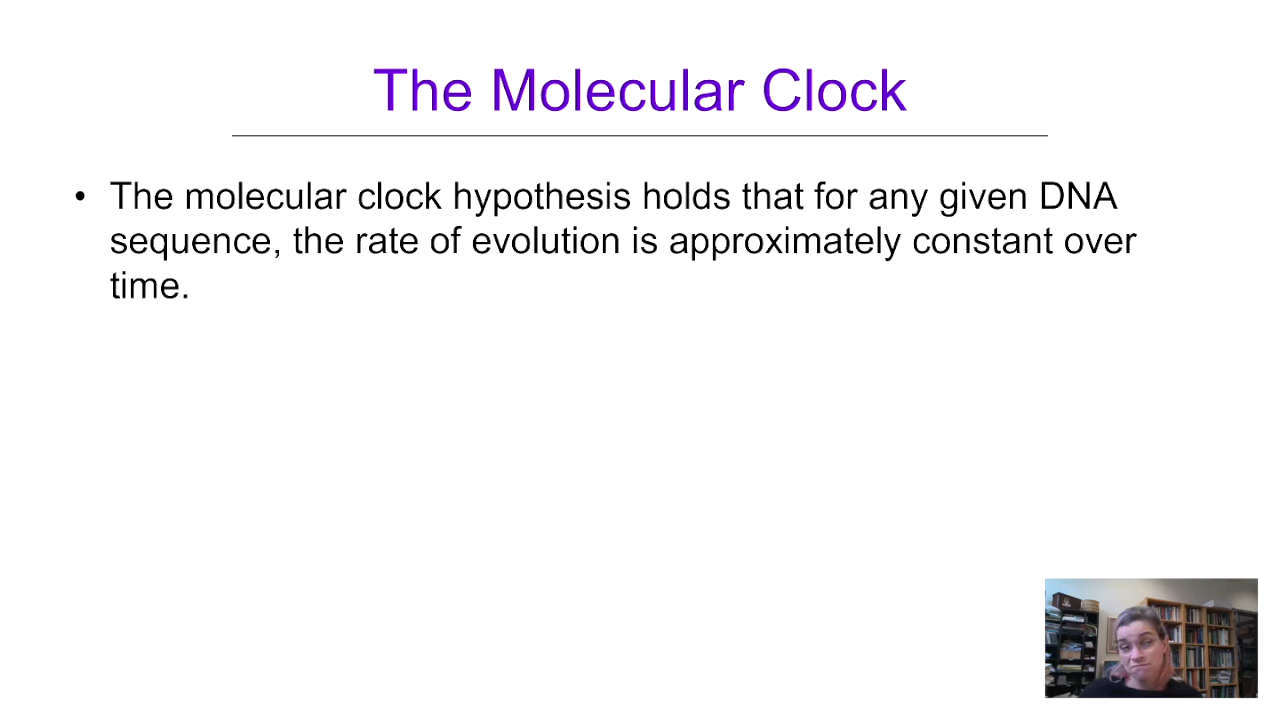 The Molecular Clock
• The molecular clock hypothesis holds that for any given DNA
sequence, the rate of evolution is approximately constant over
time.